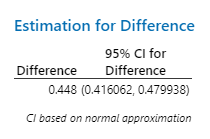 Estimation for Difference
95% CI for
Difference Difference
0.448 (0.416062, 0.479938)
CI based on normal approximation